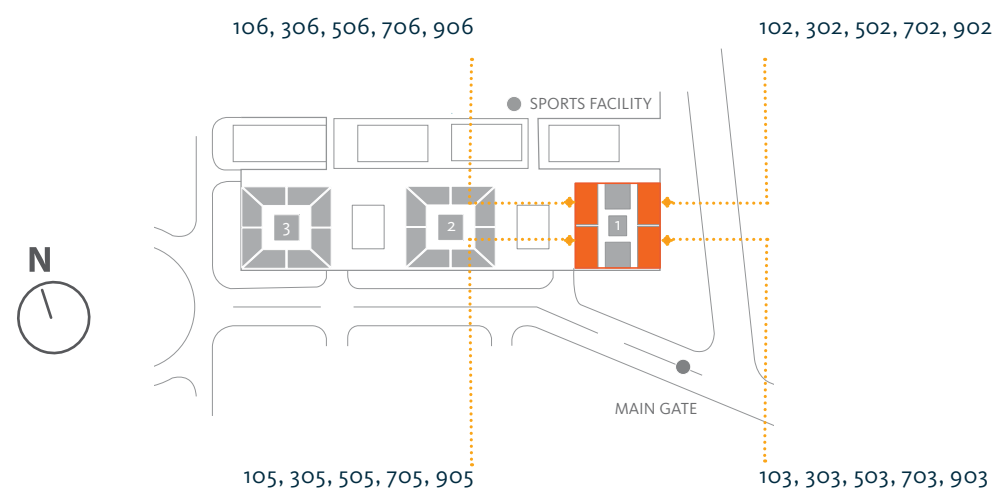 106, 306, 506, 706, 906
102, 302, 502, 702, 902
SPORTS FACILITY
3
2
1
N
MAIN GATE
105, 305, 505, 705, 905
103, 303, 503, 703, 903